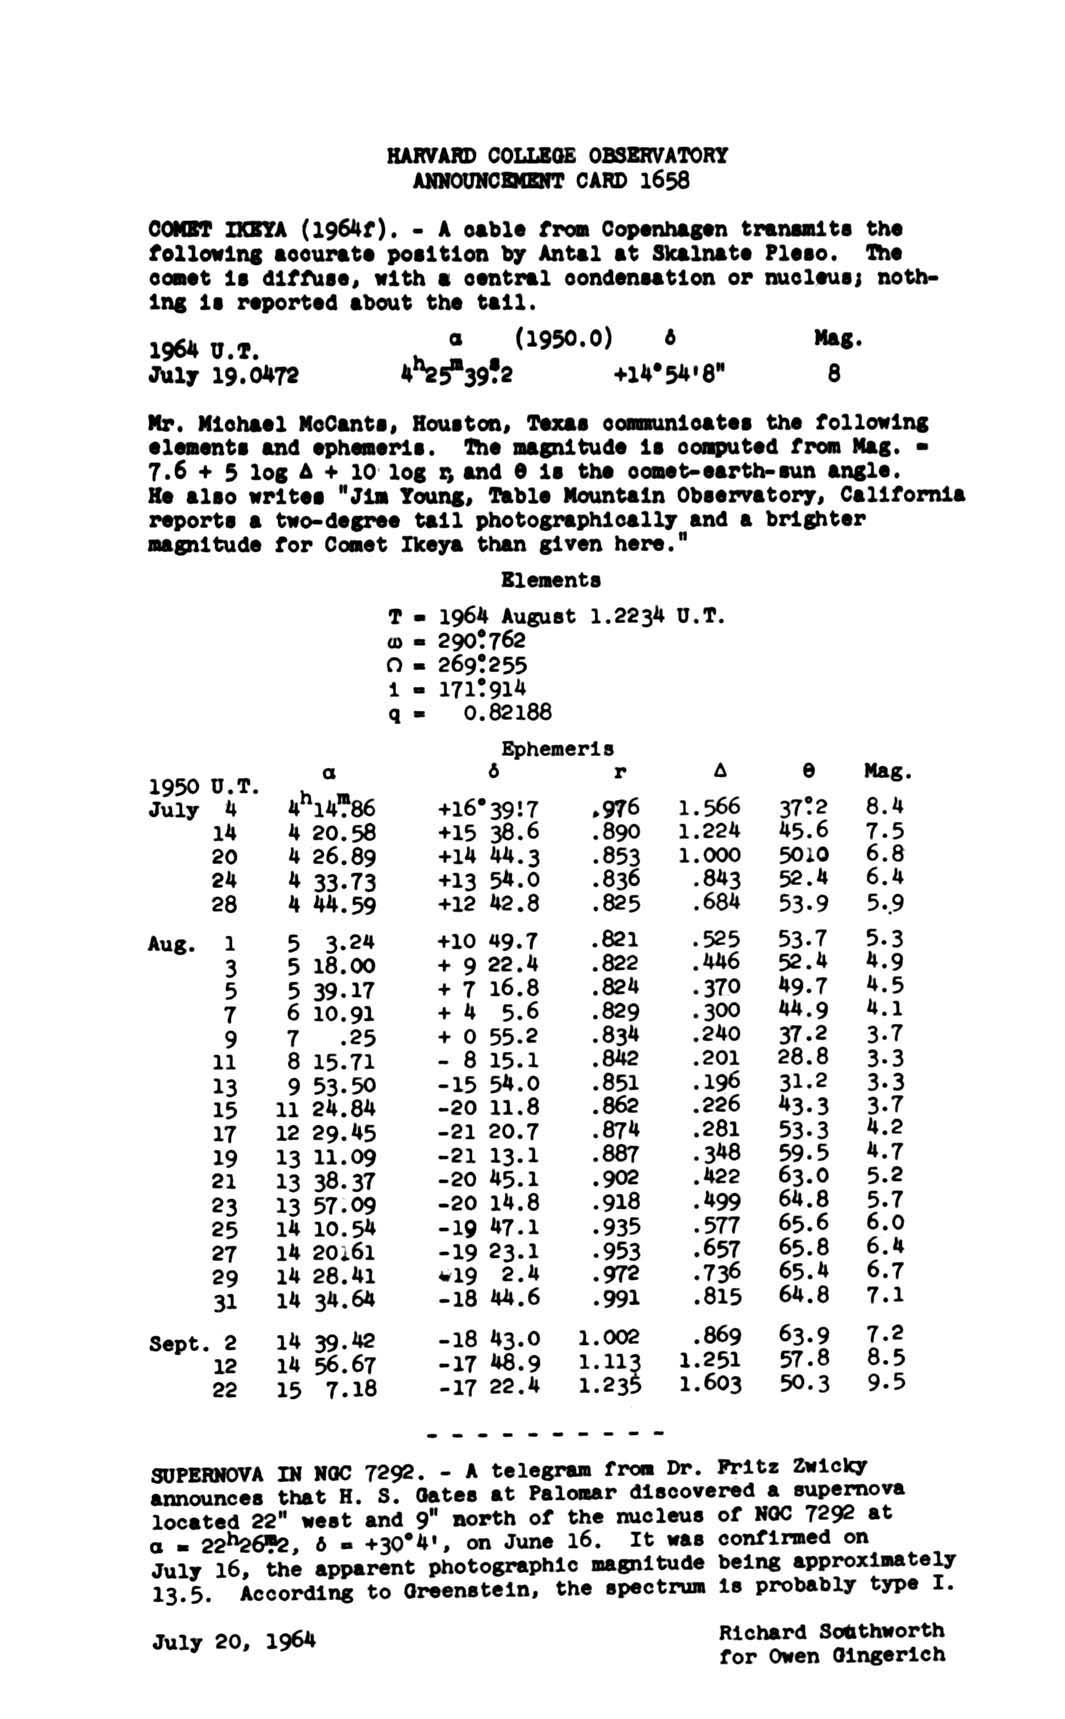 HARVARD COLLEGE OBSERVATORY
ANNOUNCEMENT CARD 1658
COMET IKEYA (1964f). - A cable from Copenhagen transmits the
following accurate position by Antal at Skalnate Pleso. The
comet is diffuse, with a central condensation or nucleus; noth-
ing is reported about the tail.
1964 U.T. α (1950.0) δ Mag.
July 19.0472 4ʰ25ᵐ39ˢ.2 +14°54'8" 8
Mr. Michael McCants, Houston, Texas communicates the following
elements and ephemeris. The magnitude is computed from Mag. =
7.6 + 5 log Δ + 10 log r, and θ is the comet-earth-sun angle.
He also writes "Jim Young, Table Mountain Observatory, California
reports a two-degree tail photographically and a brighter
magnitude for Comet Ikeya than given here."
Elements
T = 1964 August 1.2234 U.T.
ω = 290°.762
Ω = 269°.255
i = 171°.914
q = 0.82188
Ephemeris
1950 U.T. α δ r Δ θ Mag.
July 4 4ʰ14ᵐ.86 +16°39!7 .976 1.566 37°.2 8.4
14 4 20.58 +15 38.6 .890 1.224 45.6 7.5
20 4 26.89 +14 44.3 .853 1.000 5010 6.8
24 4 33.73 +13 54.0 .836 .843 52.4 6.4
28 4 44.59 +12 42.8 .825 .684 53.9 5.9
Aug. 1 5 3.24 +10 49.7 .821 .525 53.7 5.3
3 5 18.00 + 9 22.4 .822 .446 52.4 4.9
5 5 39.17 + 7 16.8 .824 .370 49.7 4.5
7 6 10.91 + 4 5.6 .829 .300 44.9 4.1
9 7 .25 + 0 55.2 .834 .240 37.2 3.7
11 8 15.71 - 8 15.1 .842 .201 28.8 3.3
13 9 53.50 -15 54.0 .851 .196 31.2 3.3
15 11 24.84 -20 11.8 .862 .226 43.3 3.7
17 12 29.45 -21 20.7 .874 .281 53.3 4.2
19 13 11.09 -21 13.1 .887 .348 59.5 4.7
21 13 38.37 -20 45.1 .902 .422 63.0 5.2
23 13 57.09 -20 14.8 .918 .499 64.8 5.7
25 14 10.54 -19 47.1 .935 .577 65.6 6.0
27 14 20161 -19 23.1 .953 .657 65.8 6.4
29 14 28.41 -19 2.4 .972 .736 65.4 6.7
31 14 34.64 -18 44.6 .991 .815 64.8 7.1
Sept. 2 14 39.42 -18 43.0 1.002 .869 63.9 7.2
12 14 56.67 -17 48.9 1.113 1.251 57.8 8.5
22 15 7.18 -17 22.4 1.235 1.603 50.3 9.5
- - - - - - - - - -
SUPERNOVA IN NGC 7292. - A telegram from Dr. Fritz Zwicky
announces that H. S. Gates at Palomar discovered a supernova
located 22" west and 9" north of the nucleus of NGC 7292 at
α = 22ʰ26ᵐ.2, δ = +30°4', on June 16. It was confirmed on
July 16, the apparent photographic magnitude being approximately
13.5. According to Greenstein, the spectrum is probably type I.
July 20, 1964 Richard Southworth
for Owen Gingerich